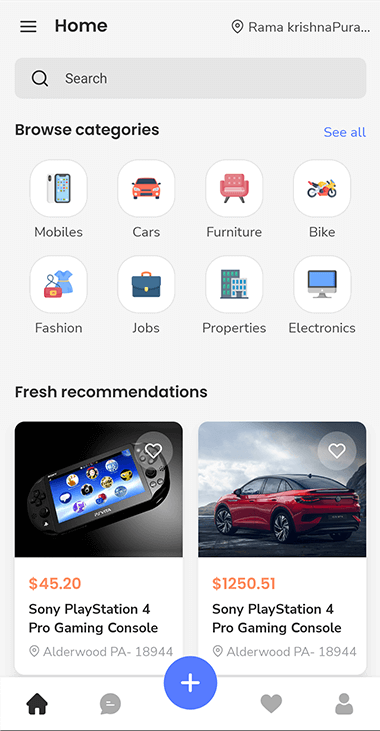 Home
Rama krishnaPura...
Search
Browse categories
See all
Mobiles
Cars
Furniture
Bike
Fashion
Jobs
Properties
Electronics
Fresh recommendations
PSVITA
$45.20
Sony PlayStation 4
Pro Gaming Console
Alderwood PA- 18944
$1250.51
Sony PlayStation 4
Pro Gaming Console
Alderwood PA- 18944